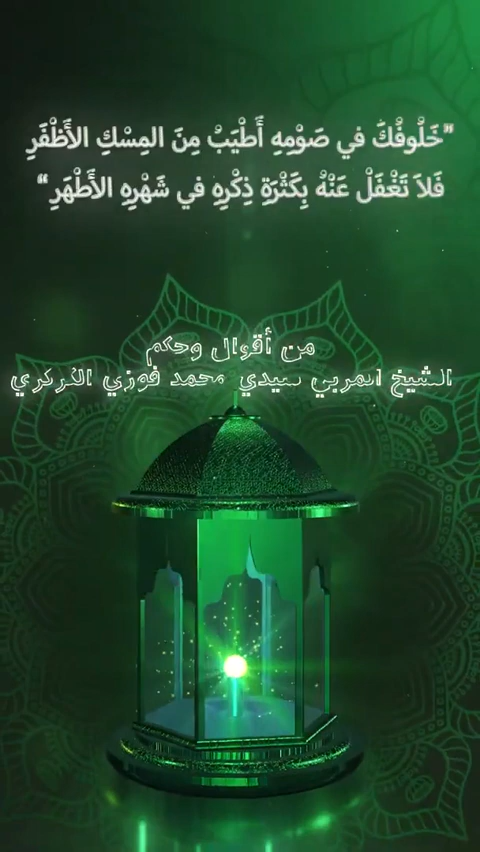 "خَلُوفُكَ في صَوْمِهِ أَطْيَبُ مِنَ المِسْكِ الأَظْفَرِ
فَلاَ تَغْفَلْ عَنْهُ بِكَثْرَةِ ذِكْرِهِ في شَهْرِهِ الأَطْهَرِ"
من أقوال وحكم
الشيخ المربي سيدي محمد فوزي الكركري